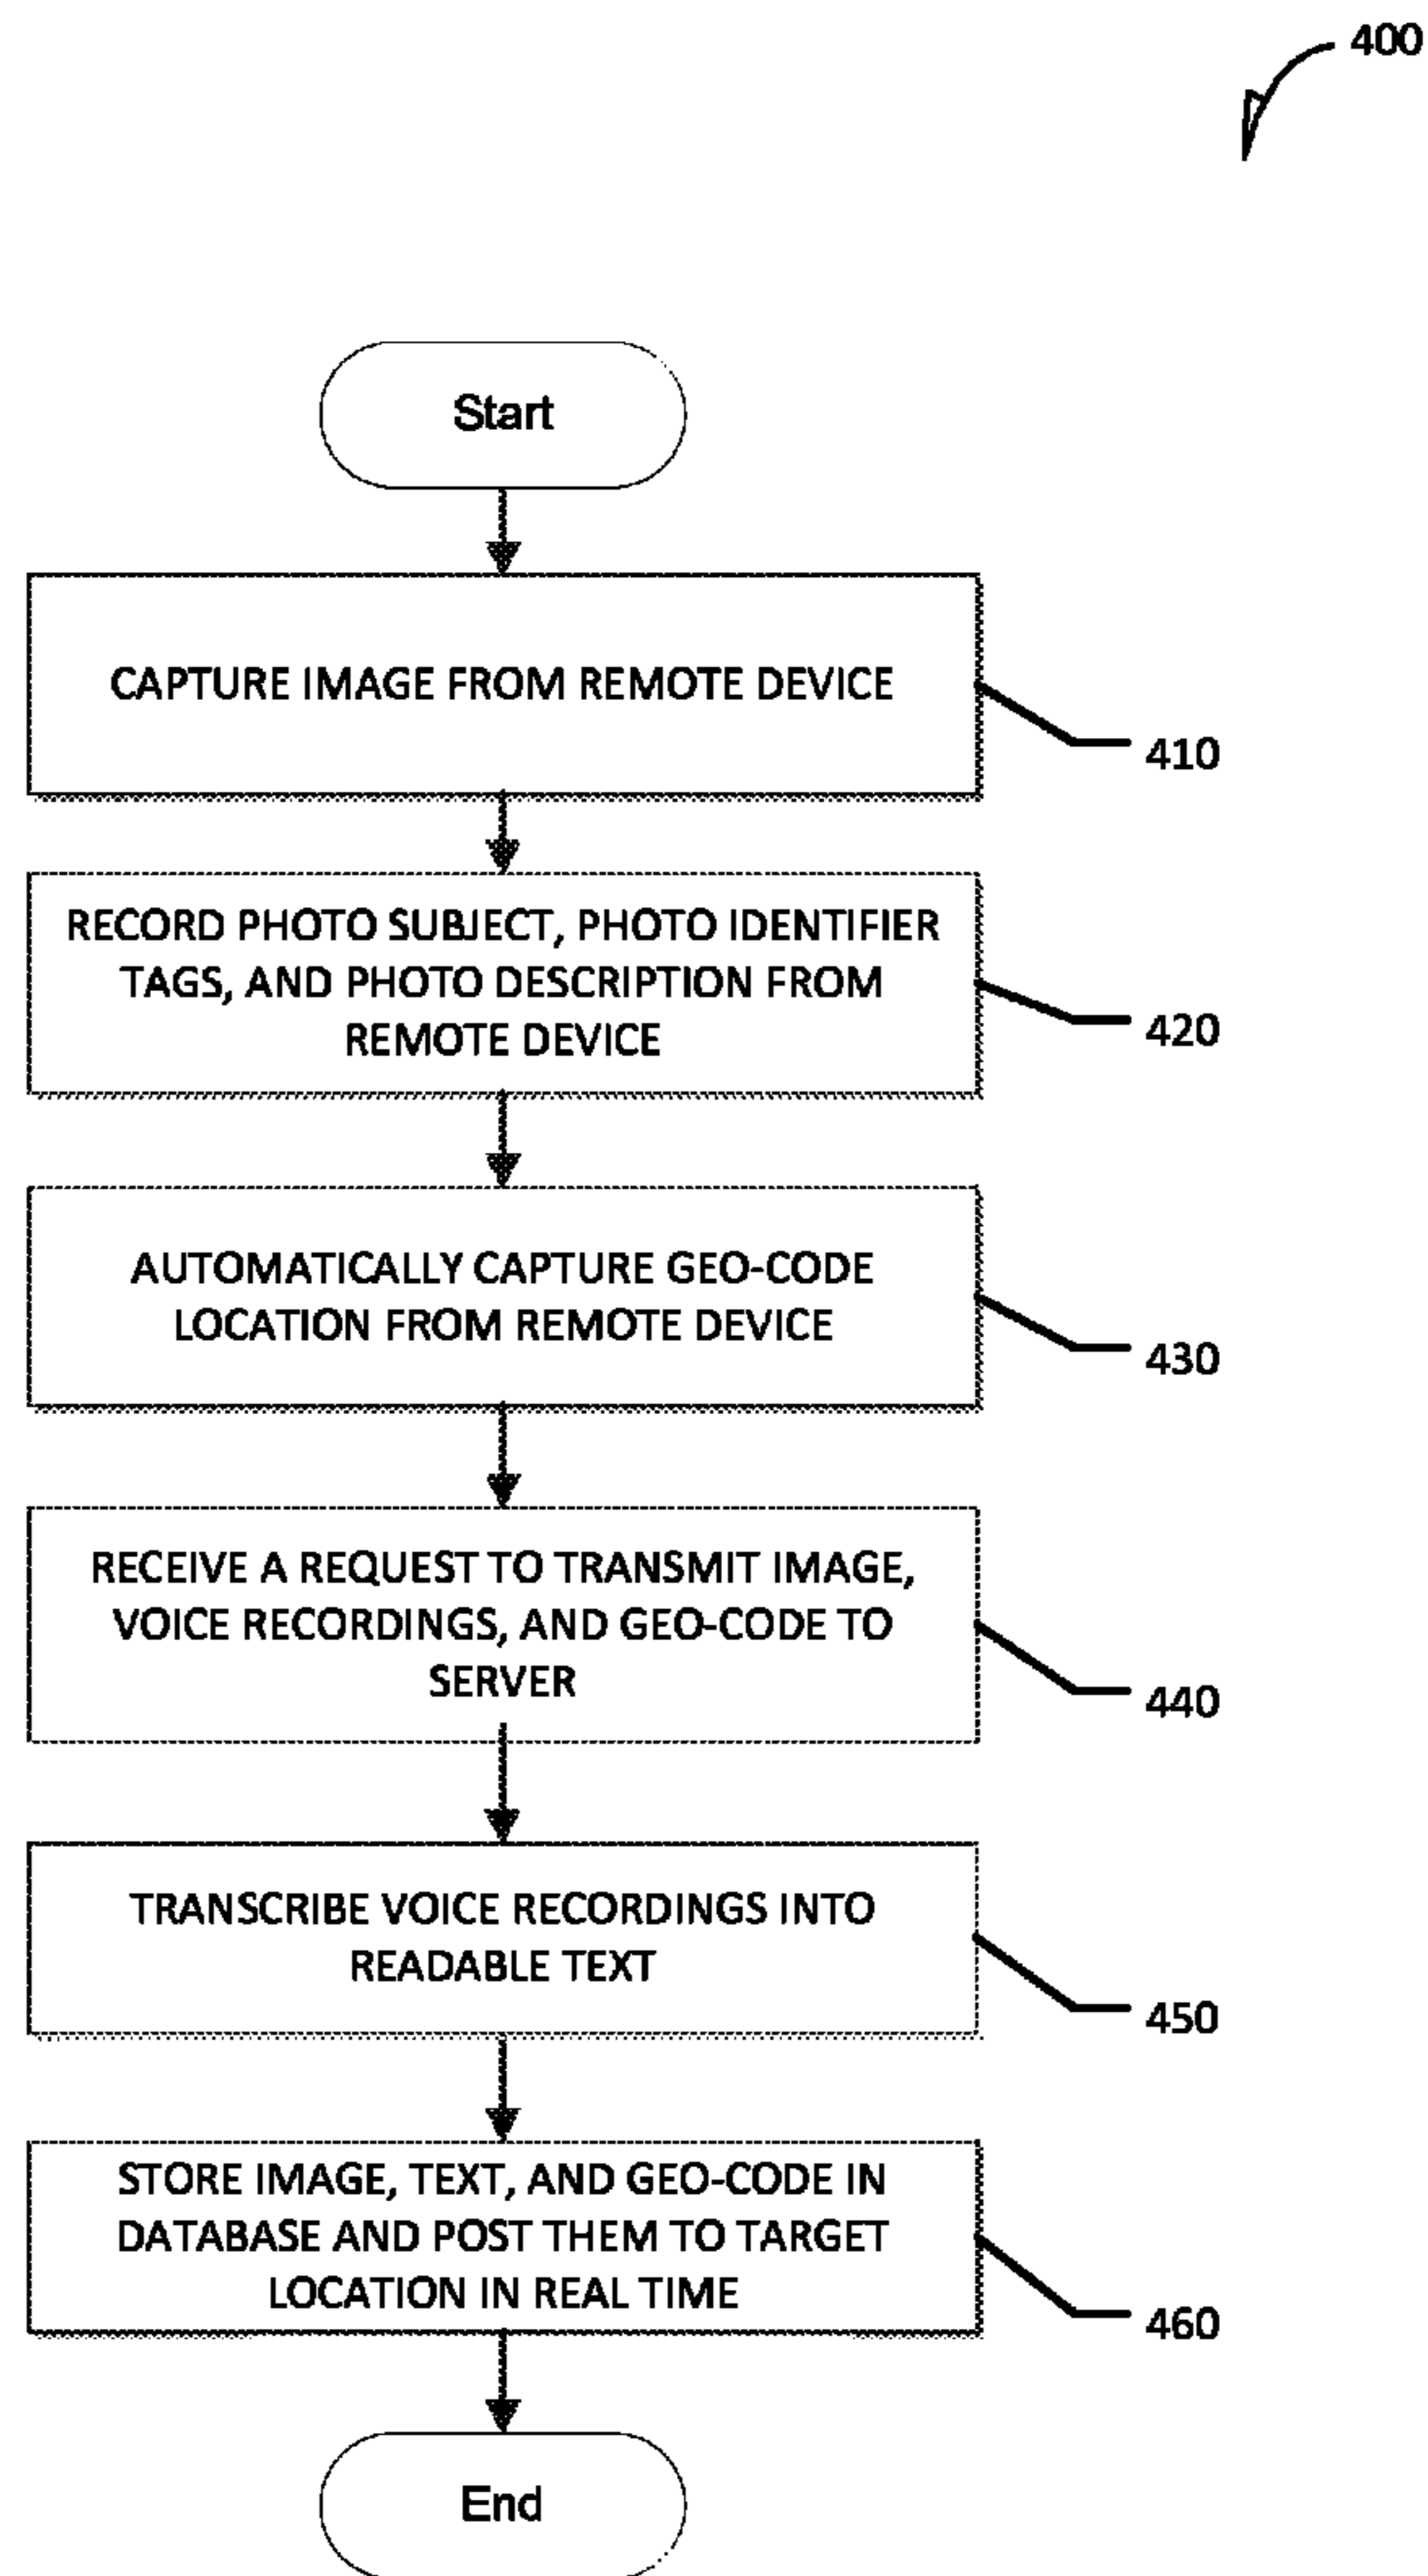 400
Start
CAPTURE IMAGE FROM REMOTE DEVICE
410
RECORD PHOTO SUBJECT, PHOTO IDENTIFIER
TAGS, AND PHOTO DESCRIPTION FROM
REMOTE DEVICE
420
AUTOMATICALLY CAPTURE GEO-CODE
LOCATION FROM REMOTE DEVICE
430
RECEIVE A REQUEST TO TRANSMIT IMAGE,
VOICE RECORDINGS, AND GEO-CODE TO
SERVER
440
TRANSCRIBE VOICE RECORDINGS INTO
READABLE TEXT
450
STORE IMAGE, TEXT, AND GEO-CODE IN
DATABASE AND POST THEM TO TARGET
LOCATION IN REAL TIME
460
End